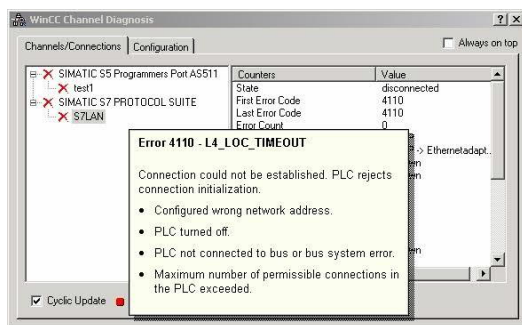 WinCC Channel Diagnosis
Channels/Connections Configuration Always on top
SIMATIC S5 Programmers Port AS511
test1
SIMATIC S7 PROTOCOL SUITE
S7LAN
Counters Value
State disconnected
First Error Code 4110
Last Error Code 4110
Error Count 0
-> Ethernetadapt..
Error 4110 - L4_LOC_TIMEOUT
Connection could not be established. PLC rejects
connection initialization.
• Configured wrong network address.
• PLC turned off.
• PLC not connected to bus or bus system error.
• Maximum number of permissible connections in
the PLC exceeded.
Cyclic Update